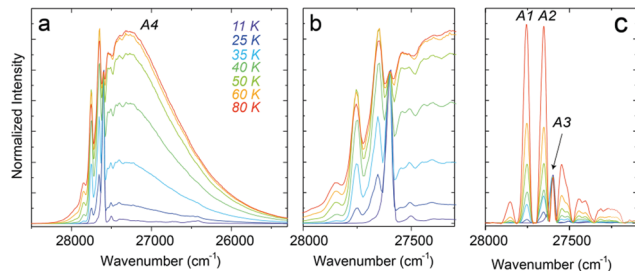 a
A4
11 K
25 K
35 K
40 K
50 K
60 K
80 K
b
c
A1 A2
A3
Normalized Intensity
28000 27000 26000
28000 27500
28000 27500
Wavenumber (cm⁻¹)
Wavenumber (cm⁻¹)
Wavenumber (cm⁻¹)